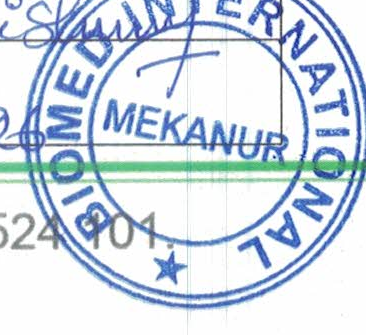 BIOMED INTERNATIONAL
MEKANUR
524 101.